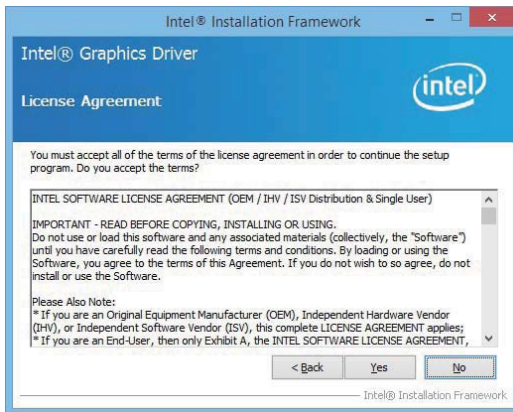 Intel® Installation Framework
Intel® Graphics Driver
License Agreement
intel
You must accept all of the terms of the license agreement in order to continue the setup
program. Do you accept the terms?
INTEL SOFTWARE LICENSE AGREEMENT (OEM / IHV / ISV Distribution & Single User)
IMPORTANT - READ BEFORE COPYING, INSTALLING OR USING.
Do not use or load this software and any associated materials (collectively, the "Software")
until you have carefully read the following terms and conditions. By loading or using the
Software, you agree to the terms of this Agreement. If you do not wish to so agree, do not
install or use the Software.
Please Also Note:
* If you are an Original Equipment Manufacturer (OEM), Independent Hardware Vendor
(IHV), or Independent Software Vendor (ISV), this complete LICENSE AGREEMENT applies;
* If you are an End-User, then only Exhibit A, the INTEL SOFTWARE LICENSE AGREEMENT,
< Back Yes No
Intel® Installation Framework